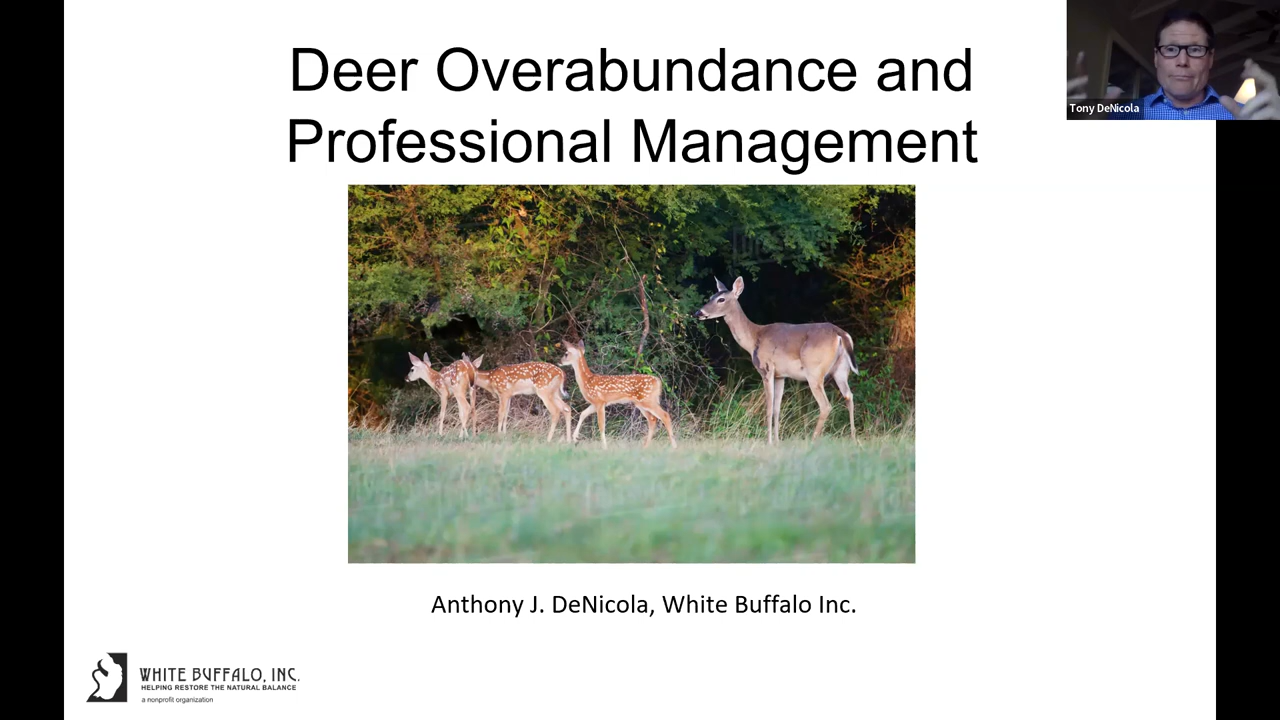 Deer Overabundance and
Professional Management
Tony DeNicola
Anthony J. DeNicola, White Buffalo Inc.
WHITE BUFFALO, INC.
HELPING RESTORE THE NATURAL BALANCE
a nonprofit organization